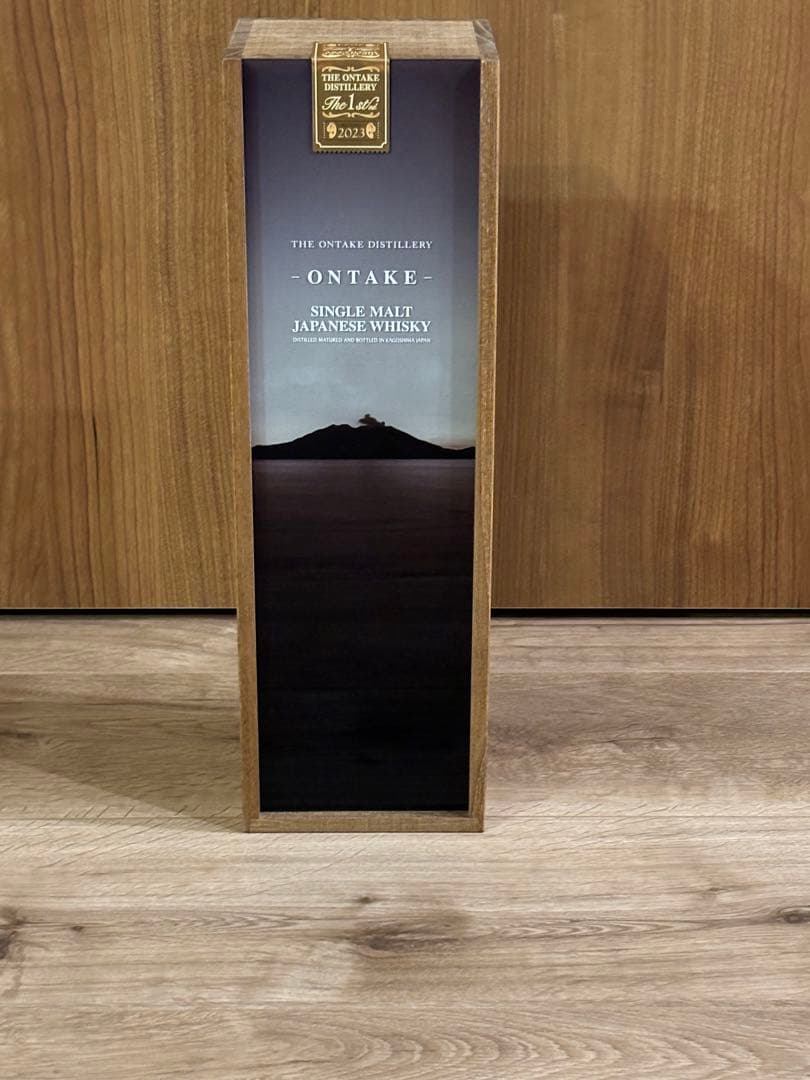 THE ONTAKE
DISTILLERY
The 1st
2023
THE ONTAKE DISTILLERY
- ONTAKE -
SINGLE MALT
JAPANESE WHISKY
DISTILLED MATURED AND BOTTLED IN KAGOSHIMA JAPAN